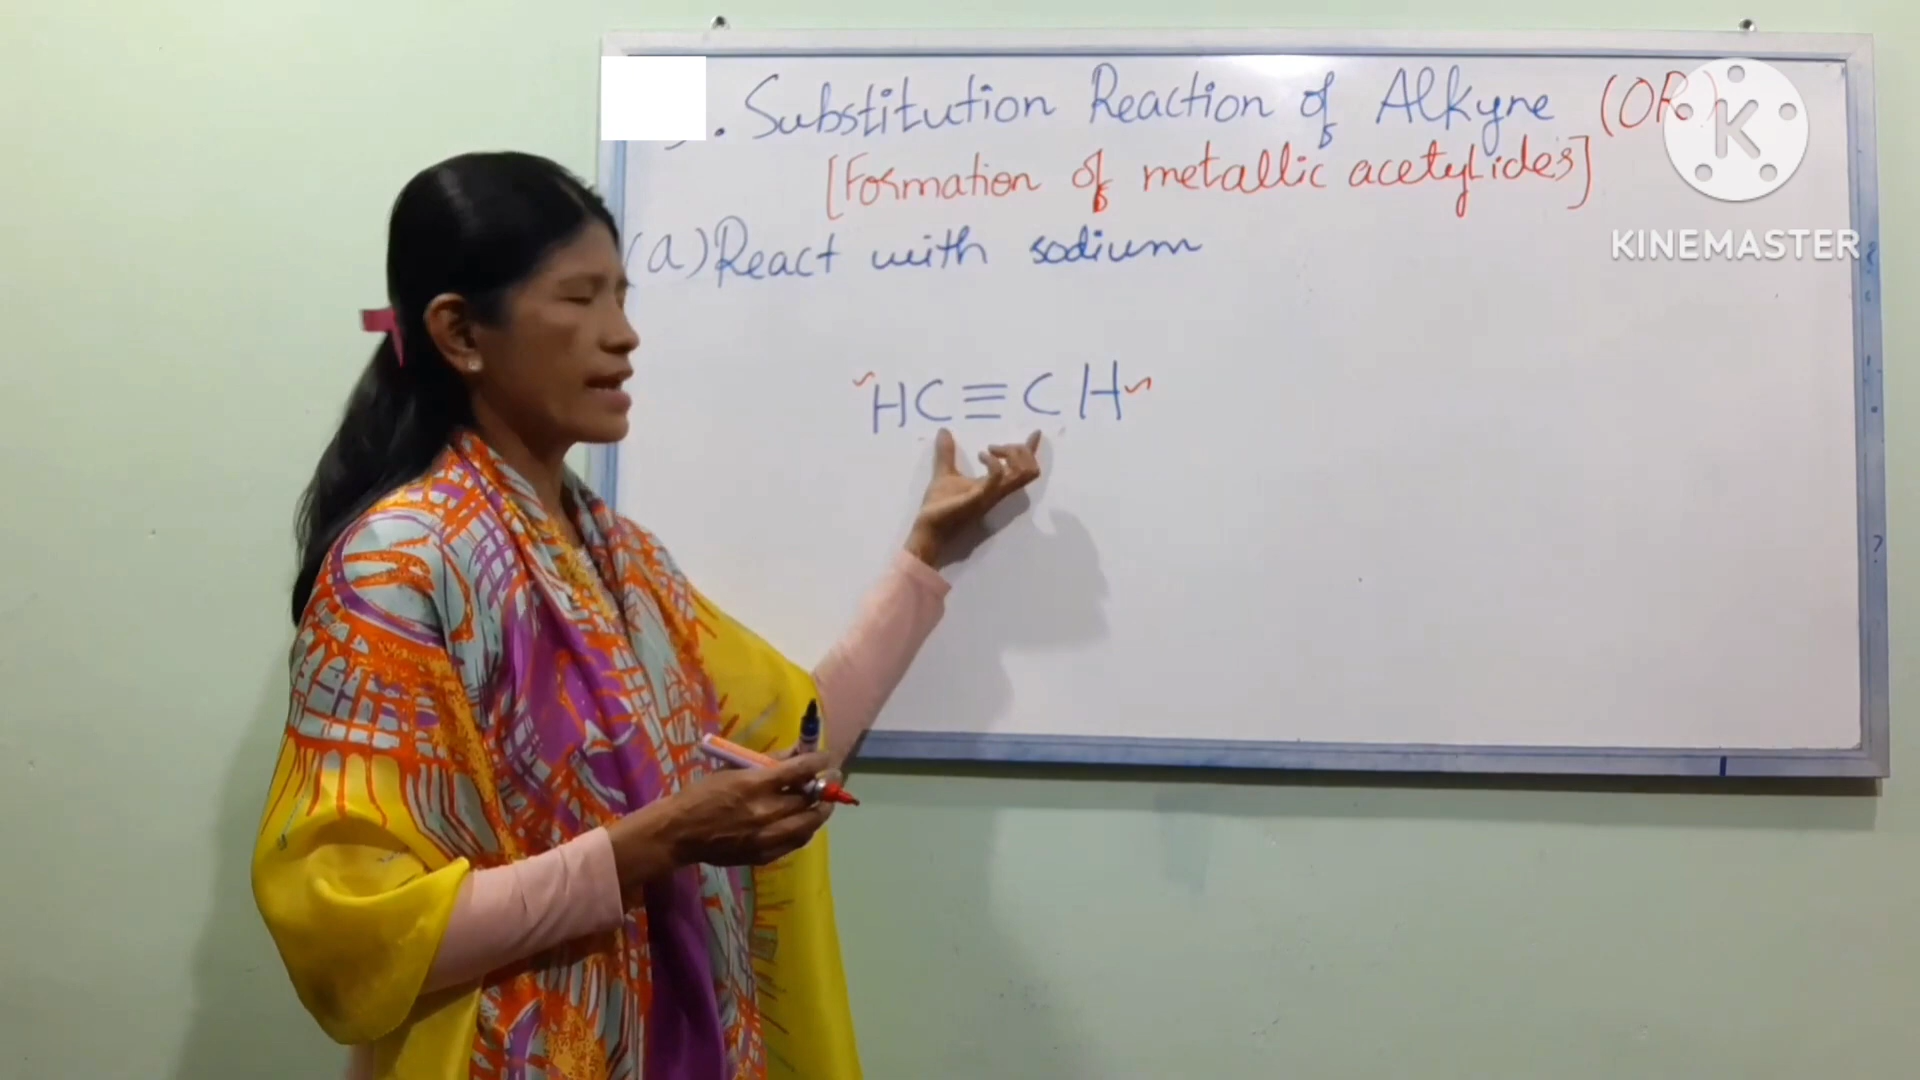 . Substitution Reaction of Alkyne (OR)
[Formation of metallic acetylides]
(a) React with sodium
HC≡CH
K
KINEMASTER